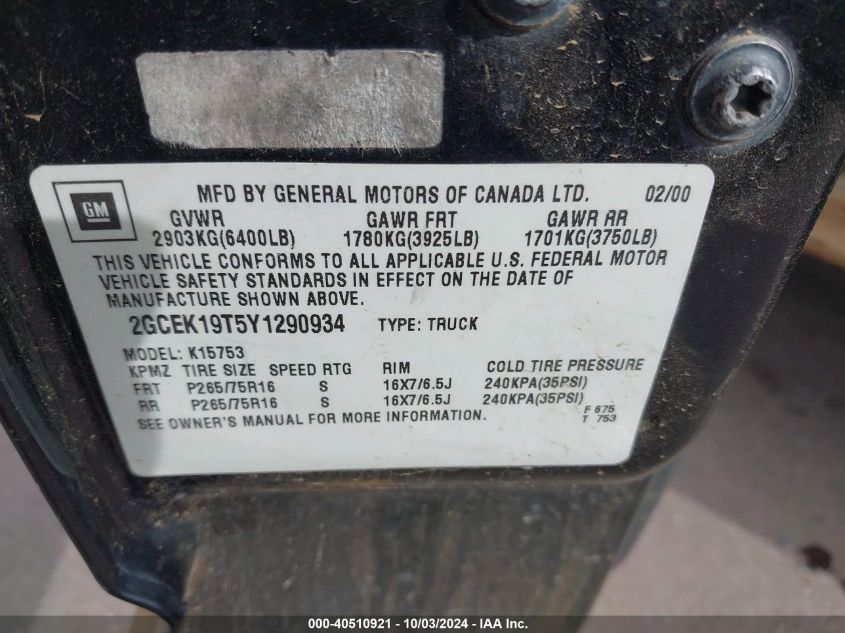 GM
MFD BY GENERAL MOTORS OF CANADA LTD. 02/00
GVWR GAWR FRT GAWR RR
2903KG(6400LB) 1780KG(3925LB) 1701KG(3750LB)
THIS VEHICLE CONFORMS TO ALL APPLICABLE U.S. FEDERAL MOTOR
VEHICLE SAFETY STANDARDS IN EFFECT ON THE DATE OF
MANUFACTURE SHOWN ABOVE.
2GCEK19T5Y1290934 TYPE: TRUCK
MODEL: K15753
KPMZ TIRE SIZE SPEED RTG RIM COLD TIRE PRESSURE
FRT P265/75R16 S 16X7/6.5J 240KPA(35PSI)
RR P265/75R16 S 16X7/6.5J 240KPA(35PSI)
SEE OWNER'S MANUAL FOR MORE INFORMATION.
F 675
T 753
000-40510921 - 10/03/2024 - IAA Inc.